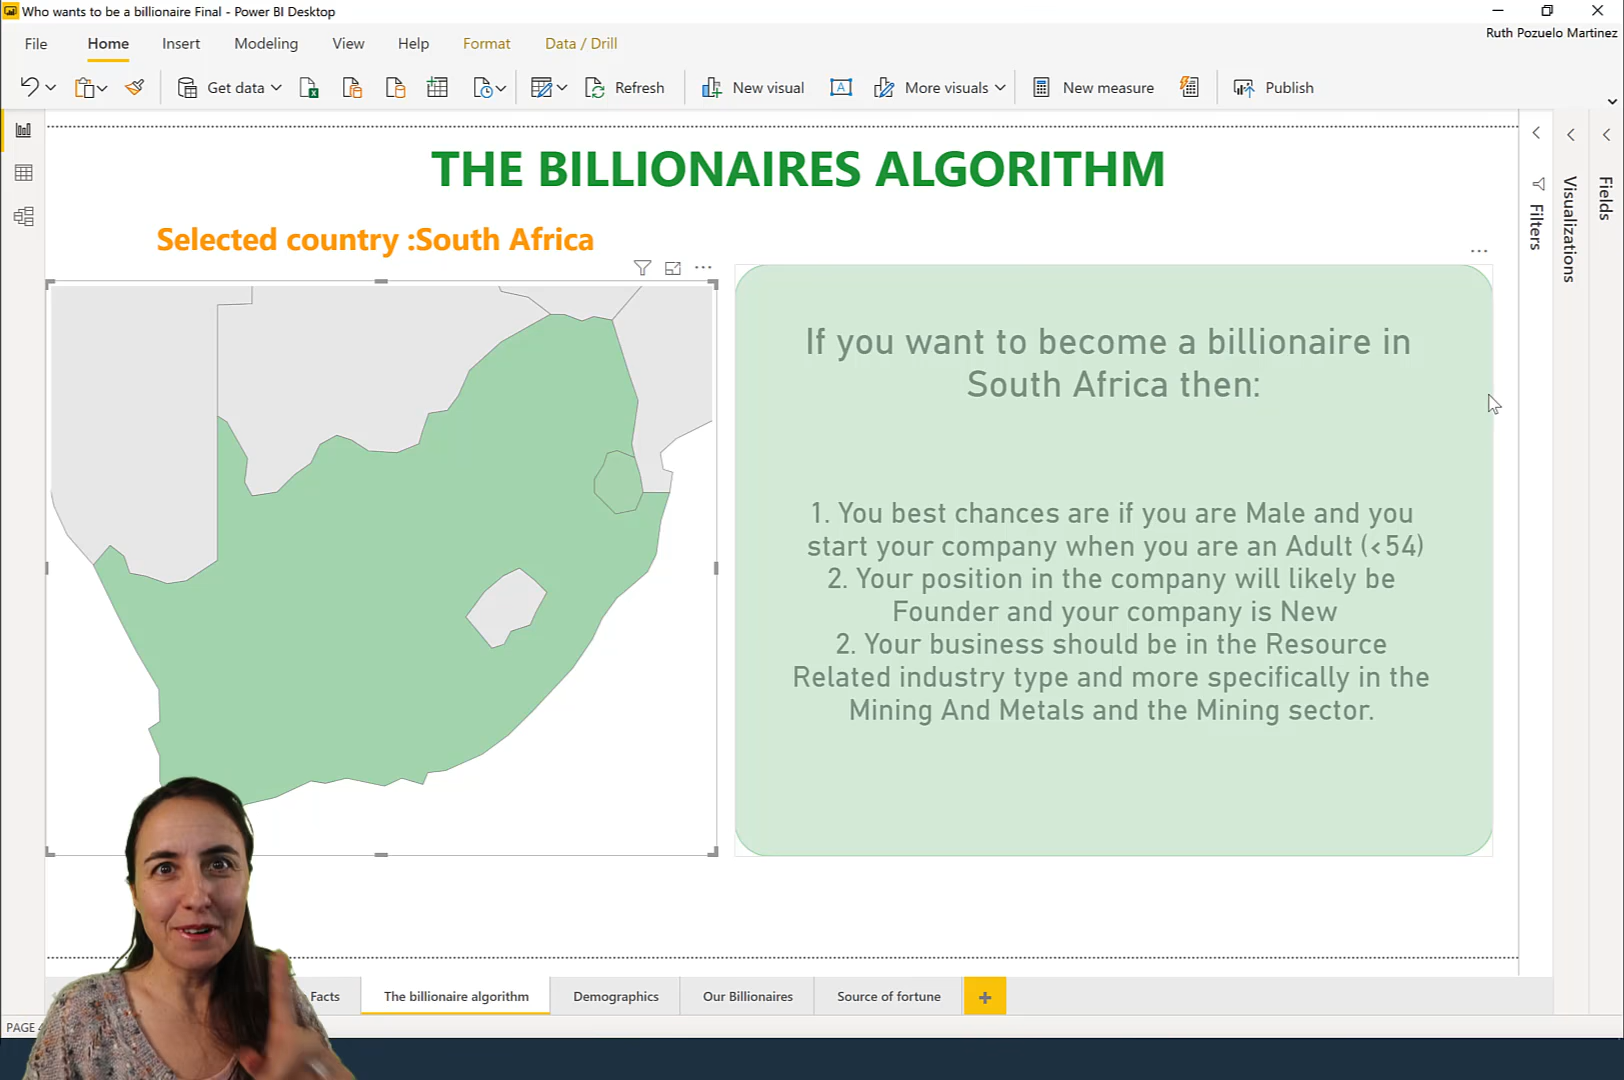 Who wants to be a billionaire Final - Power BI Desktop
Ruth Pozuelo Martinez
File Home Insert Modeling View Help Format Data / Drill
Get data Refresh New visual More visuals New measure Publish
THE BILLIONAIRES ALGORITHM
Selected country :South Africa
If you want to become a billionaire in
South Africa then:
1. You best chances are if you are Male and you
start your company when you are an Adult (<54)
2. Your position in the company will likely be
Founder and your company is New
2. Your business should be in the Resource
Related industry type and more specifically in the
Mining And Metals and the Mining sector.
Filters
Visualizations
Fields
Facts The billionaire algorithm Demographics Our Billionaires Source of fortune +
PAGE